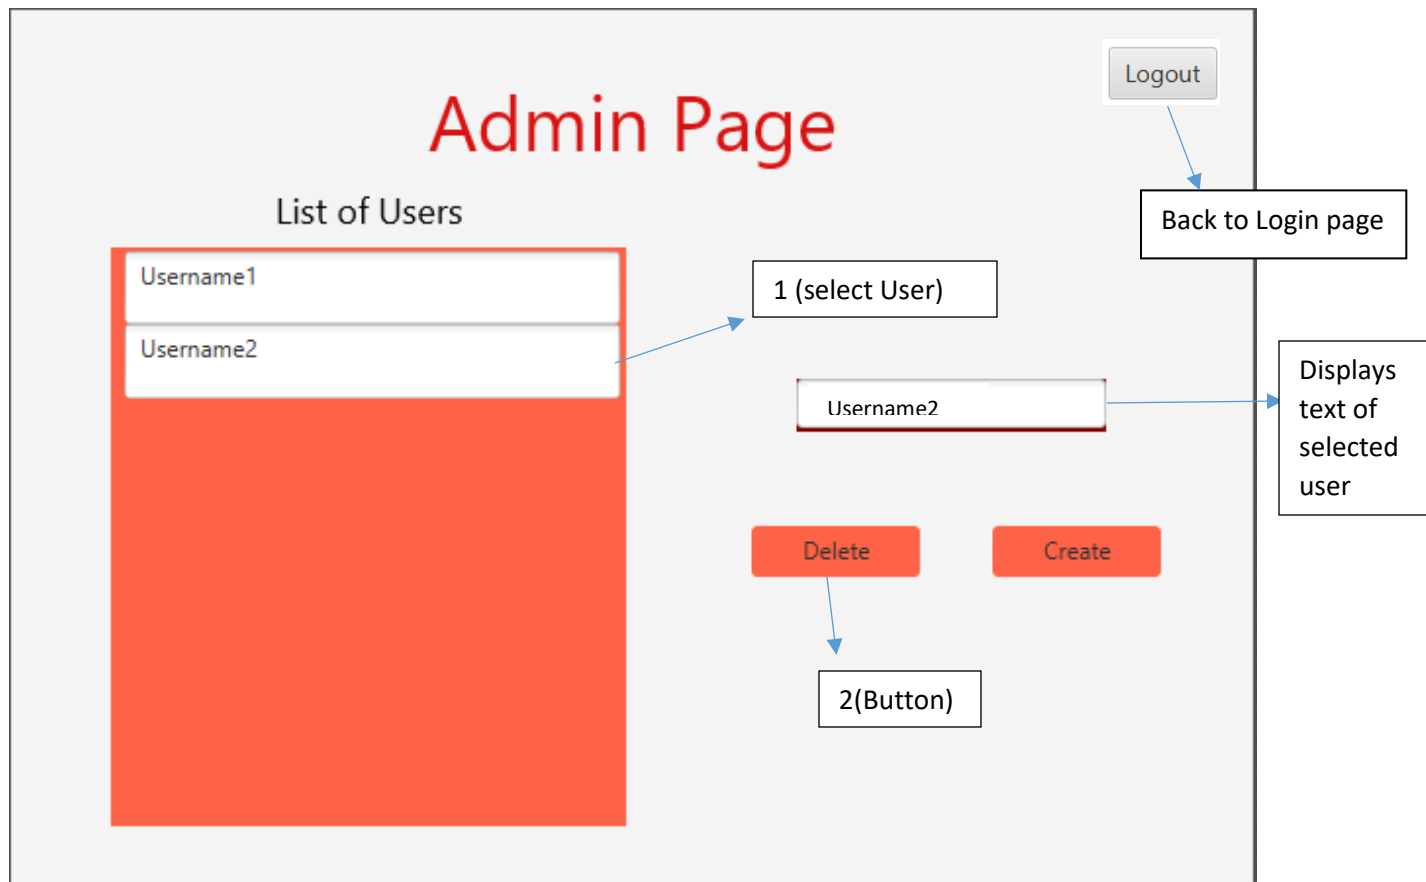 Logout
Admin Page
Back to Login page
List of Users
Username1
1 (select User)
Username2
Displays
text of
selected
user
Username2
Delete
Create
2(Button)